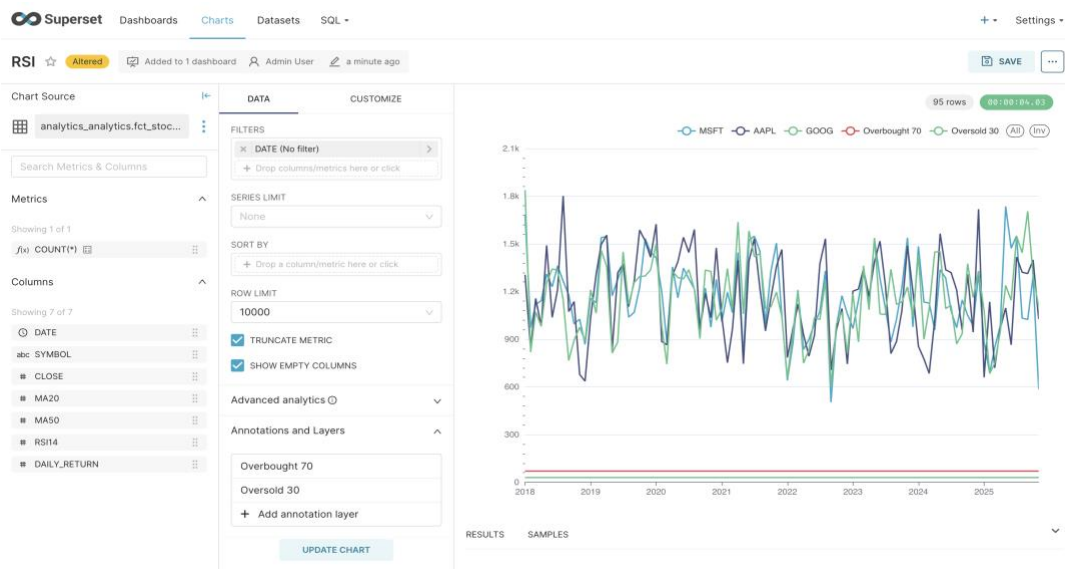 Superset Dashboards Charts Datasets SQL
+ Settings
RSI Altered Added to 1 dashboard Admin User a minute ago
SAVE ...
Chart Source
analytics_analytics.fct_stoc...
Search Metrics & Columns
Metrics
Showing 1 of 1
f(x) COUNT(*)
Columns
Showing 7 of 7
DATE
abc SYMBOL
# CLOSE
# MA20
# MA50
# RSI14
# DAILY_RETURN
DATA CUSTOMIZE
FILTERS
× DATE (No filter) >
+ Drop columns/metrics here or click
SERIES LIMIT
None
SORT BY
+ Drop a column/metric here or click
ROW LIMIT
10000
TRUNCATE METRIC
SHOW EMPTY COLUMNS
Advanced analytics
Annotations and Layers
Overbought 70
Oversold 30
+ Add annotation layer
UPDATE CHART
95 rows 00:00:04.03
MSFT AAPL GOOG Overbought 70 Oversold 30 All Inv
2.1k
1.8k
1.5k
1.2k
900
600
300
0
2018 2019 2020 2021 2022 2023 2024 2025
RESULTS SAMPLES